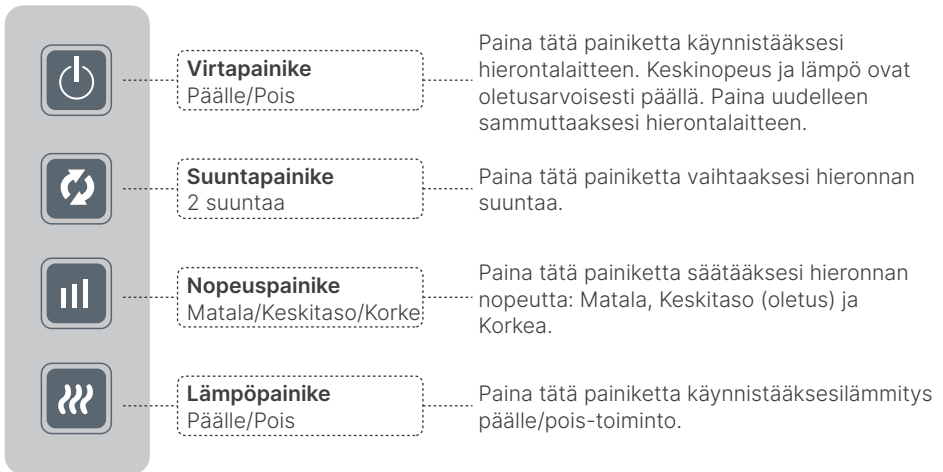 Virtapainike
Päälle/Pois
Paina tätä painiketta käynnistääksesi
hierontalaitteen. Keskinopeus ja lämpö ovat
oletusarvoisesti päällä. Paina uudelleen
sammuttaaksesi hierontalaitteen.
Suuntapainike
2 suuntaa
Paina tätä painiketta vaihtaaksesi hieronnan
suuntaa.
Nopeuspainike
Matala/Keskitaso/Korke
Paina tätä painiketta säätääksesi hieronnan
nopeutta: Matala, Keskitaso (oletus) ja
Korkea.
Lämpöpainike
Päälle/Pois
Paina tätä painiketta käynnistääksesilämmitys
päälle/pois-toiminto.